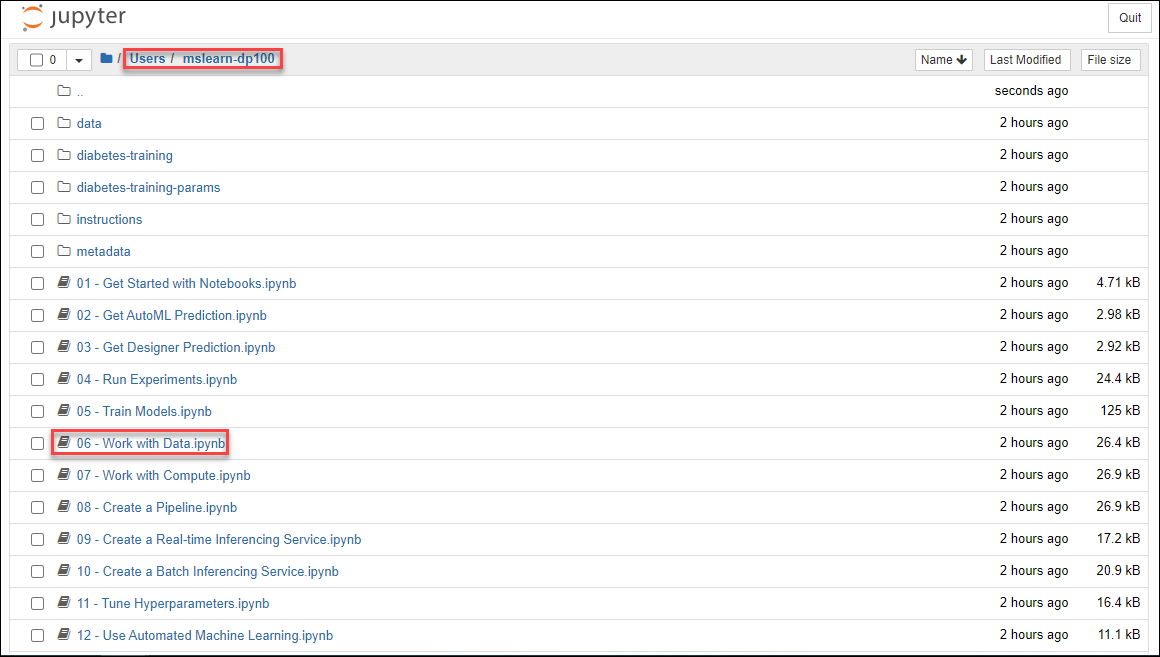 jupyter Quit
0 / Users / mslearn-dp100 Name Last Modified File size
.. seconds ago
data 2 hours ago
diabetes-training 2 hours ago
diabetes-training-params 2 hours ago
instructions 2 hours ago
metadata 2 hours ago
01 - Get Started with Notebooks.ipynb 2 hours ago 4.71 kB
02 - Get AutoML Prediction.ipynb 2 hours ago 2.98 kB
03 - Get Designer Prediction.ipynb 2 hours ago 2.92 kB
04 - Run Experiments.ipynb 2 hours ago 24.4 kB
05 - Train Models.ipynb 2 hours ago 125 kB
06 - Work with Data.ipynb 2 hours ago 26.4 kB
07 - Work with Compute.ipynb 2 hours ago 26.9 kB
08 - Create a Pipeline.ipynb 2 hours ago 26.9 kB
09 - Create a Real-time Inferencing Service.ipynb 2 hours ago 17.2 kB
10 - Create a Batch Inferencing Service.ipynb 2 hours ago 20.9 kB
11 - Tune Hyperparameters.ipynb 2 hours ago 16.4 kB
12 - Use Automated Machine Learning.ipynb 2 hours ago 11.1 kB